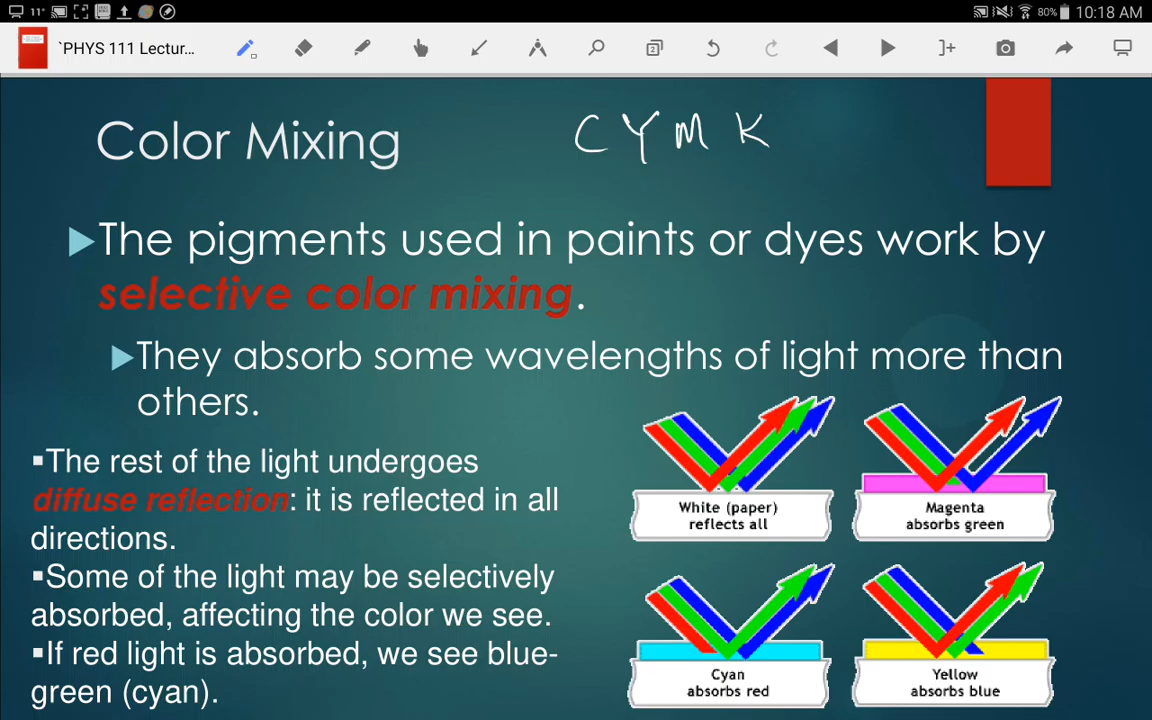 11°
80%
10:18 AM
`PHYS 111 Lectur...
2
Color Mixing
C Y M K
The pigments used in paints or dyes work by
selective color mixing.
They absorb some wavelengths of light more than
others.
▪The rest of the light undergoes
diffuse reflection: it is reflected in all
directions.
▪Some of the light may be selectively
absorbed, affecting the color we see.
▪If red light is absorbed, we see blue-
green (cyan).
White (paper)
reflects all
Magenta
absorbs green
Cyan
absorbs red
Yellow
absorbs blue